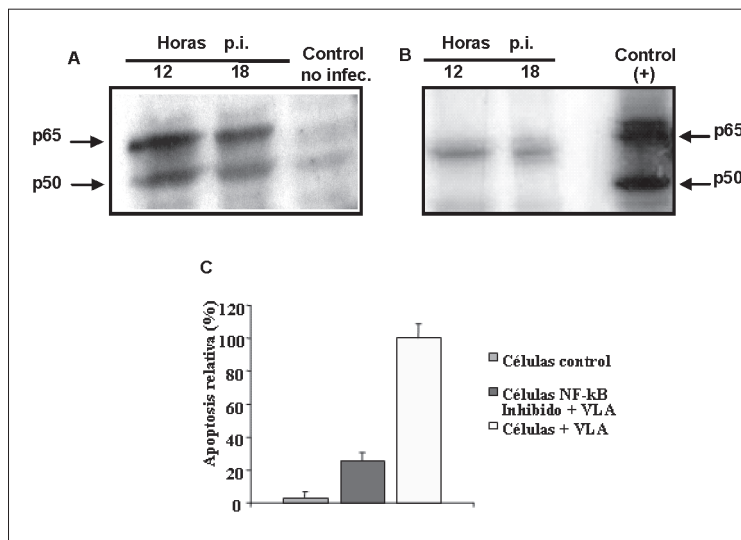 A
Horas p.i.
12 18
Control
no infec.
p65
p50
B
Horas p.i.
12 18
Control
(+)
p65
p50
C
Apoptosis relativa (%)
120
100
80
60
40
20
0
Células control
Células NF-kB
Inhibido + VLA
Células + VLA